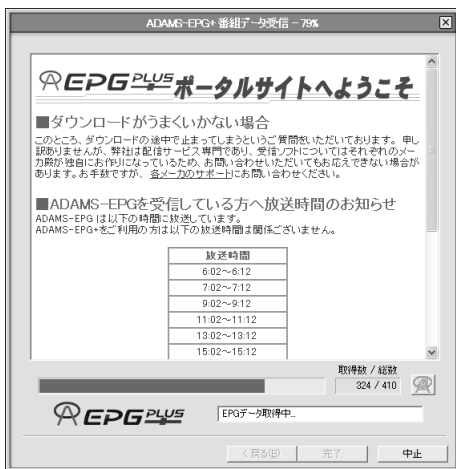 ADAMS-EPG+ 番組データ受信 - 79%
EPG PLUS ポータルサイトへようこそ
■ダウンロードがうまくいかない場合
このところ、ダウンロードの途中で止まってしまうというご質問をいただいております。 申し
訳ありませんが、弊社は配信サービス専門であり、受信ソフトについてはそれぞれのメー
カ殿が独自にお作りになっているため、お問い合わせいただいてもお応えできない場合が
あります。お手数ですが、各メーカのサポートにお問い合わせください。
■ADAMS-EPGを受信している方へ放送時間のお知らせ
ADAMS-EPG は以下の時間に放送しています。
ADAMS-EPG+をご利用の方は以下の放送時間は関係ございません。
放送時間
6:02～6:12
7:02～7:12
9:02～9:12
11:02～11:12
13:02～13:12
15:02～15:12
取得数 / 総数
324 / 410
EPG PLUS
EPGデータ取得中...
< 戻る(B)
完了
中止